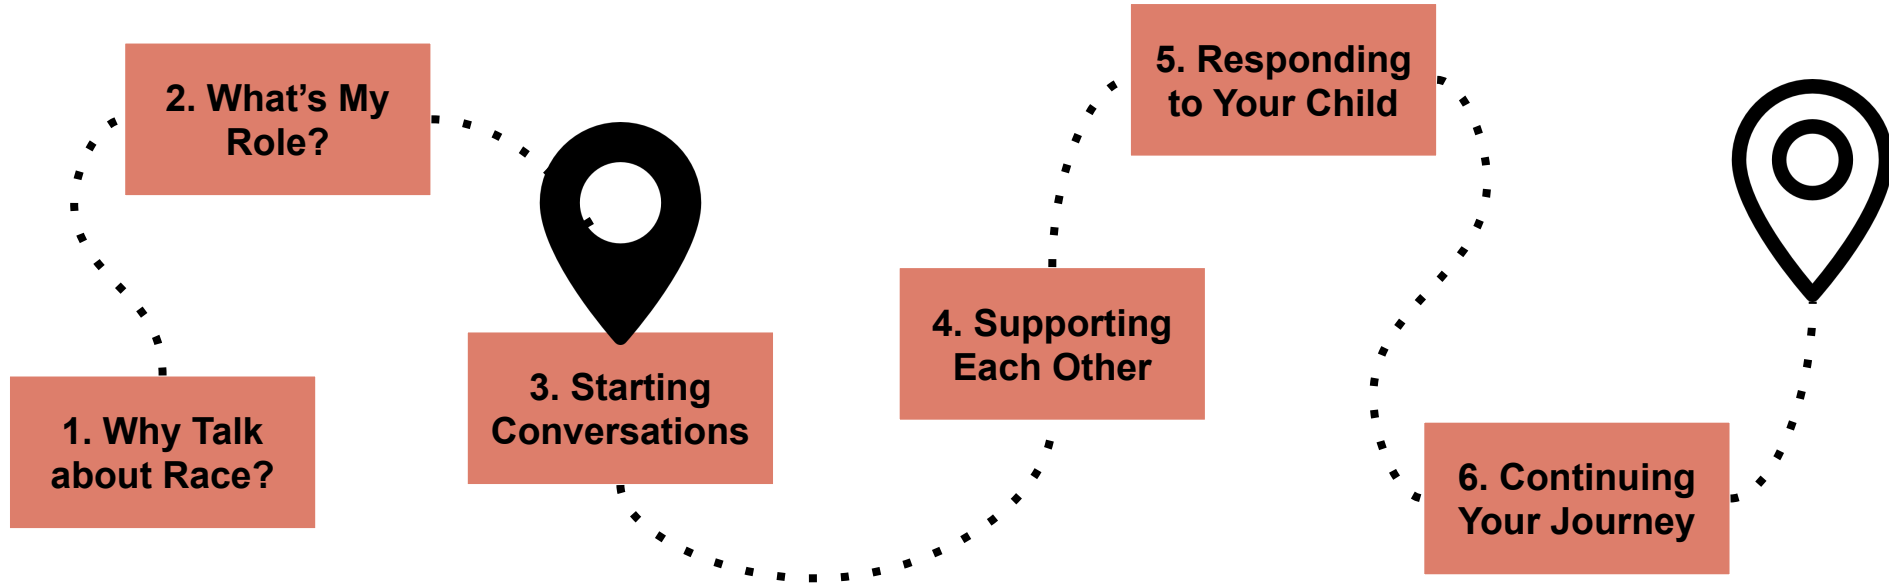 1. Why Talk
about Race?
2. What’s My
Role?
3. Starting
Conversations
4. Supporting
Each Other
5. Responding
to Your Child
6. Continuing
Your Journey